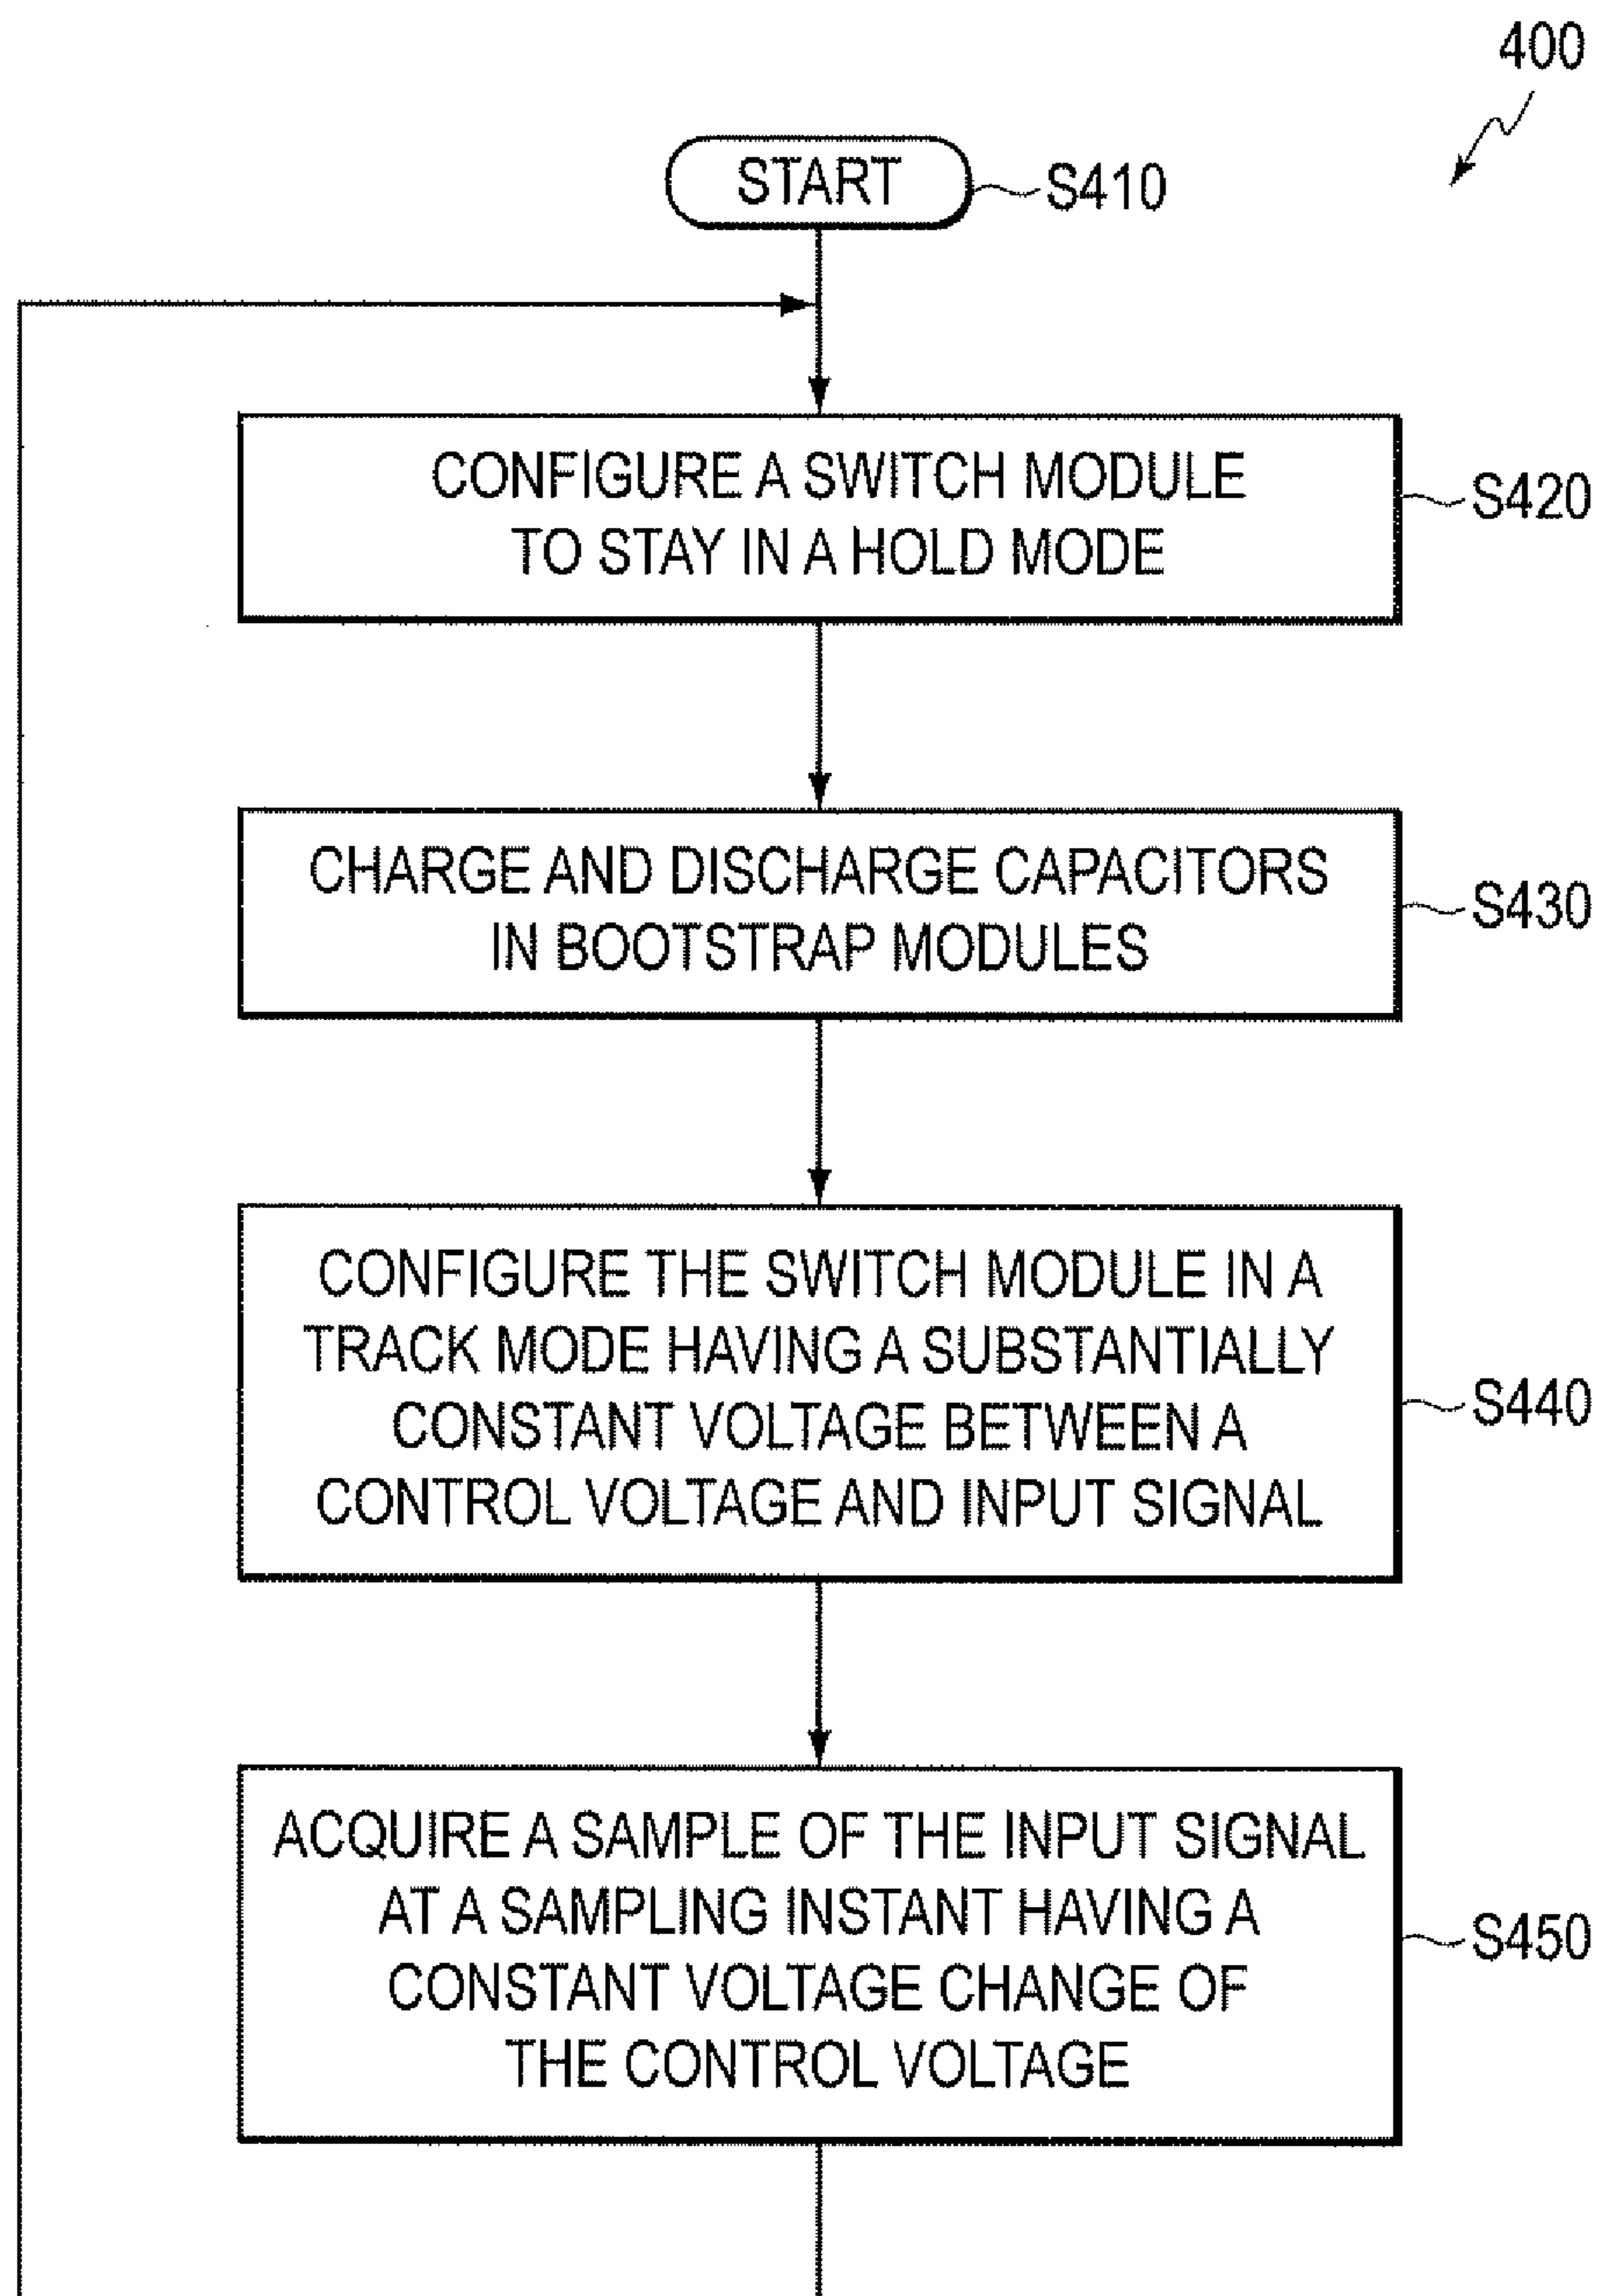 400
START
S410
CONFIGURE A SWITCH MODULE
TO STAY IN A HOLD MODE
S420
CHARGE AND DISCHARGE CAPACITORS
IN BOOTSTRAP MODULES
S430
CONFIGURE THE SWITCH MODULE IN A
TRACK MODE HAVING A SUBSTANTIALLY
CONSTANT VOLTAGE BETWEEN A
CONTROL VOLTAGE AND INPUT SIGNAL
S440
ACQUIRE A SAMPLE OF THE INPUT SIGNAL
AT A SAMPLING INSTANT HAVING A
CONSTANT VOLTAGE CHANGE OF
THE CONTROL VOLTAGE
S450